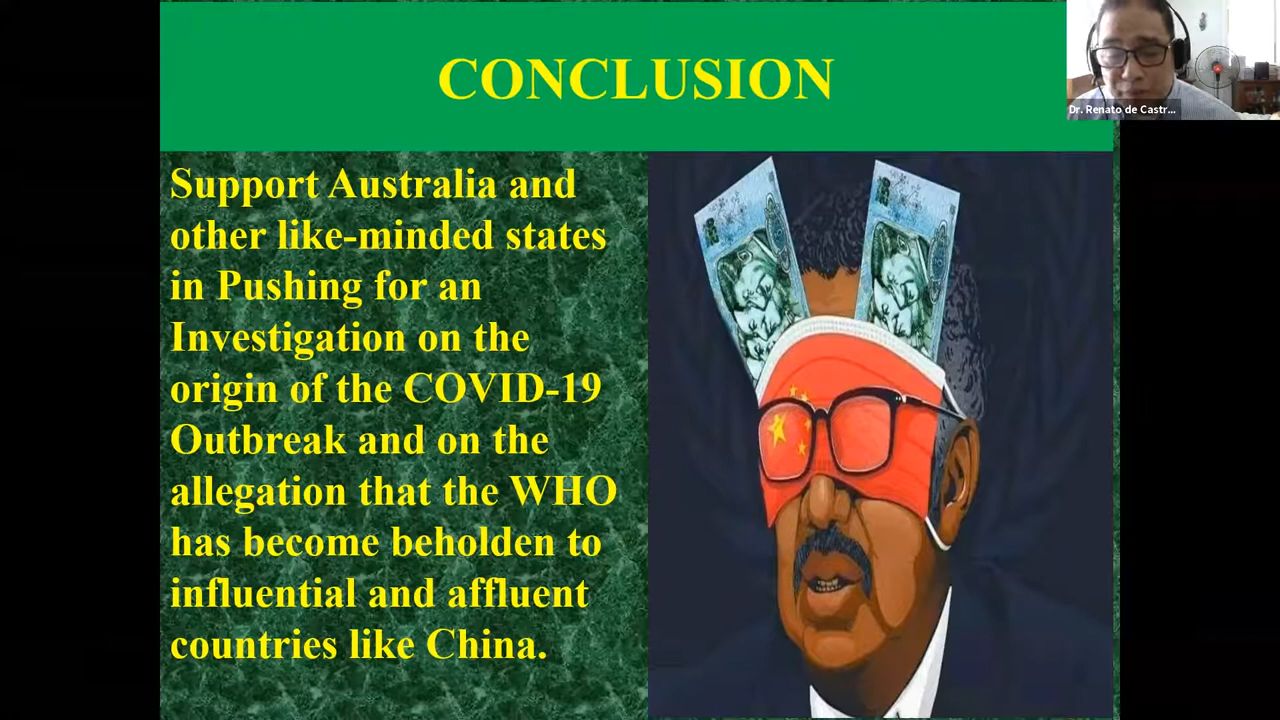 CONCLUSION
Dr. Renato de Castr...
Support Australia and
other like-minded states
in Pushing for an
Investigation on the
origin of the COVID-19
Outbreak and on the
allegation that the WHO
has become beholden to
influential and affluent
countries like China.